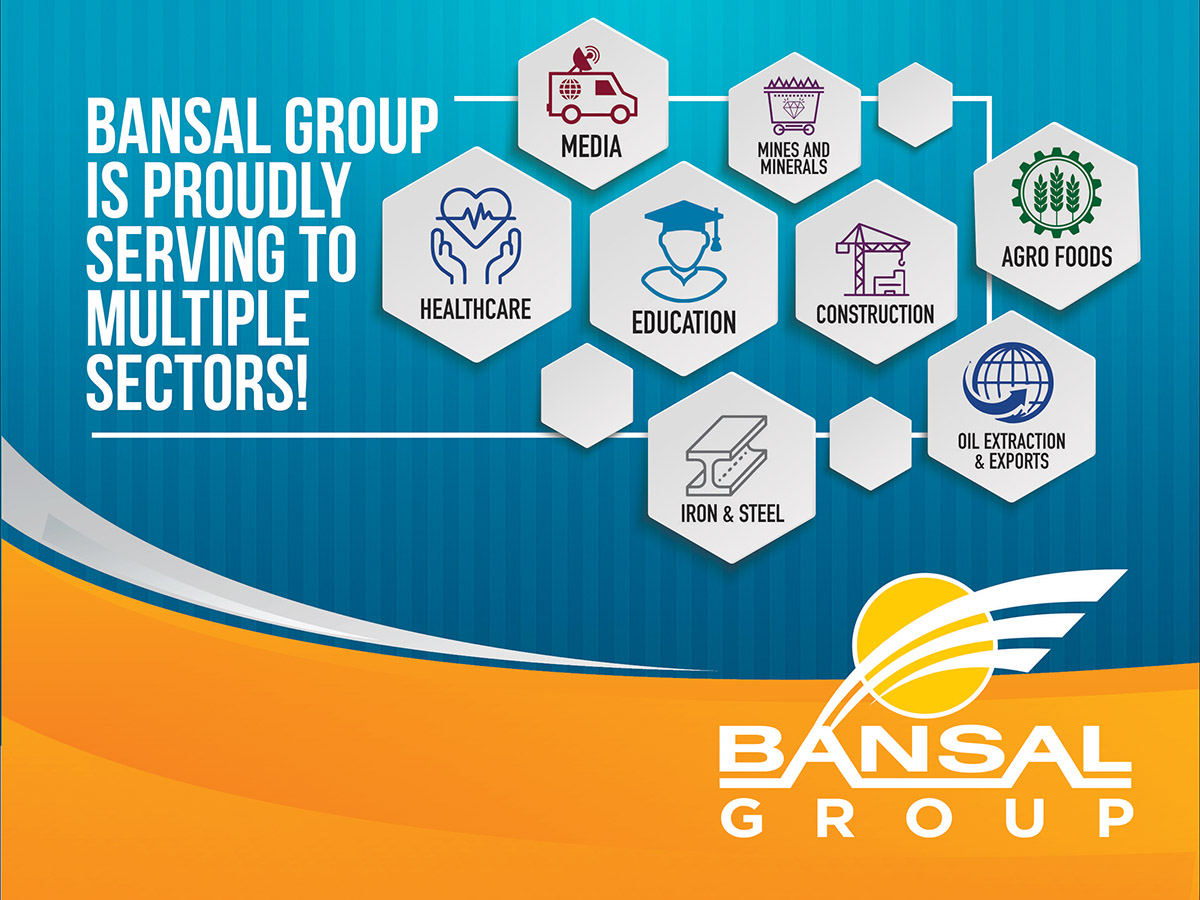 BANSAL GROUP
IS PROUDLY
SERVING TO
MULTIPLE
SECTORS!
MEDIA
MINES AND
MINERALS
AGRO FOODS
HEALTHCARE
EDUCATION
CONSTRUCTION
OIL EXTRACTION
& EXPORTS
IRON & STEEL
BANSAL
GROUP